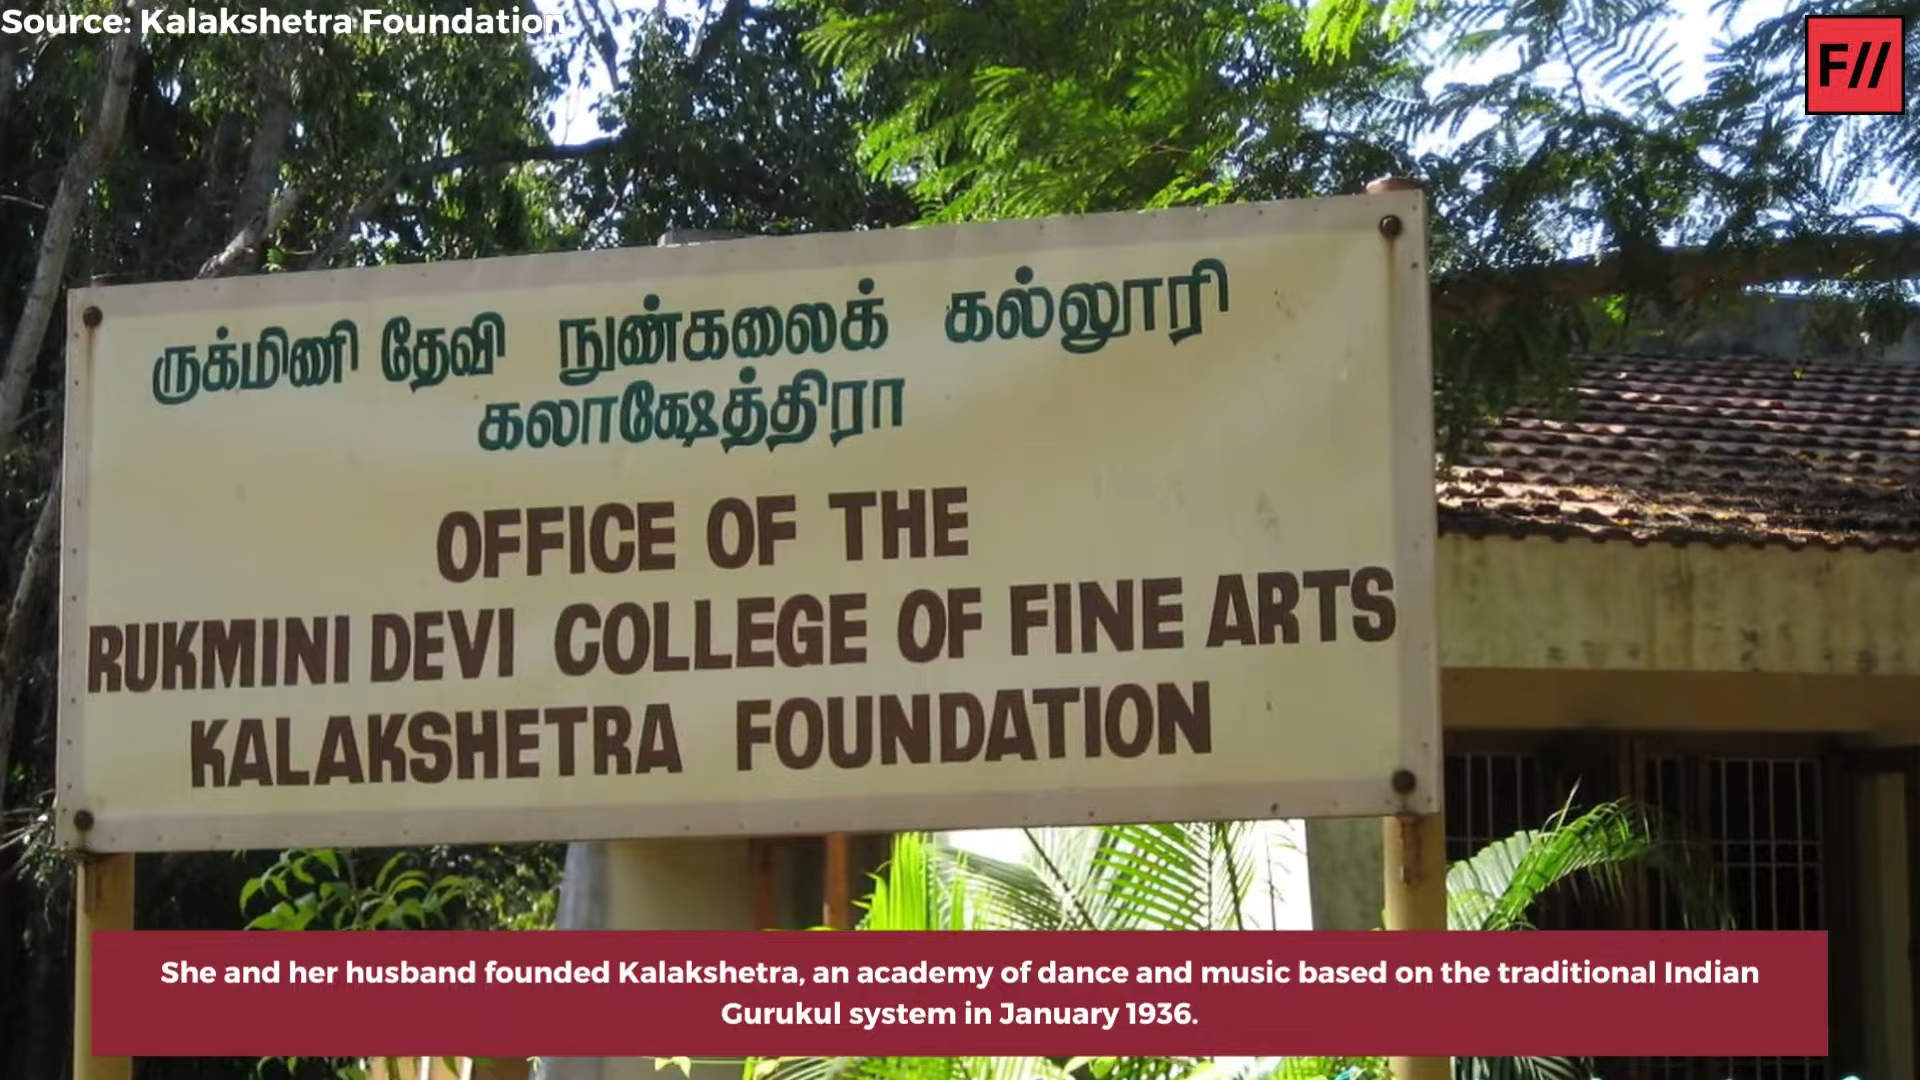 Source: Kalakshetra Foundation
F//
ருக்மிணி தேவி நுண்கலைக் கல்லூரி
கலாக்ஷேத்திரா
OFFICE OF THE
RUKMINI DEVI COLLEGE OF FINE ARTS
KALAKSHETRA FOUNDATION
She and her husband founded Kalakshetra, an academy of dance and music based on the traditional Indian
Gurukul system in January 1936.